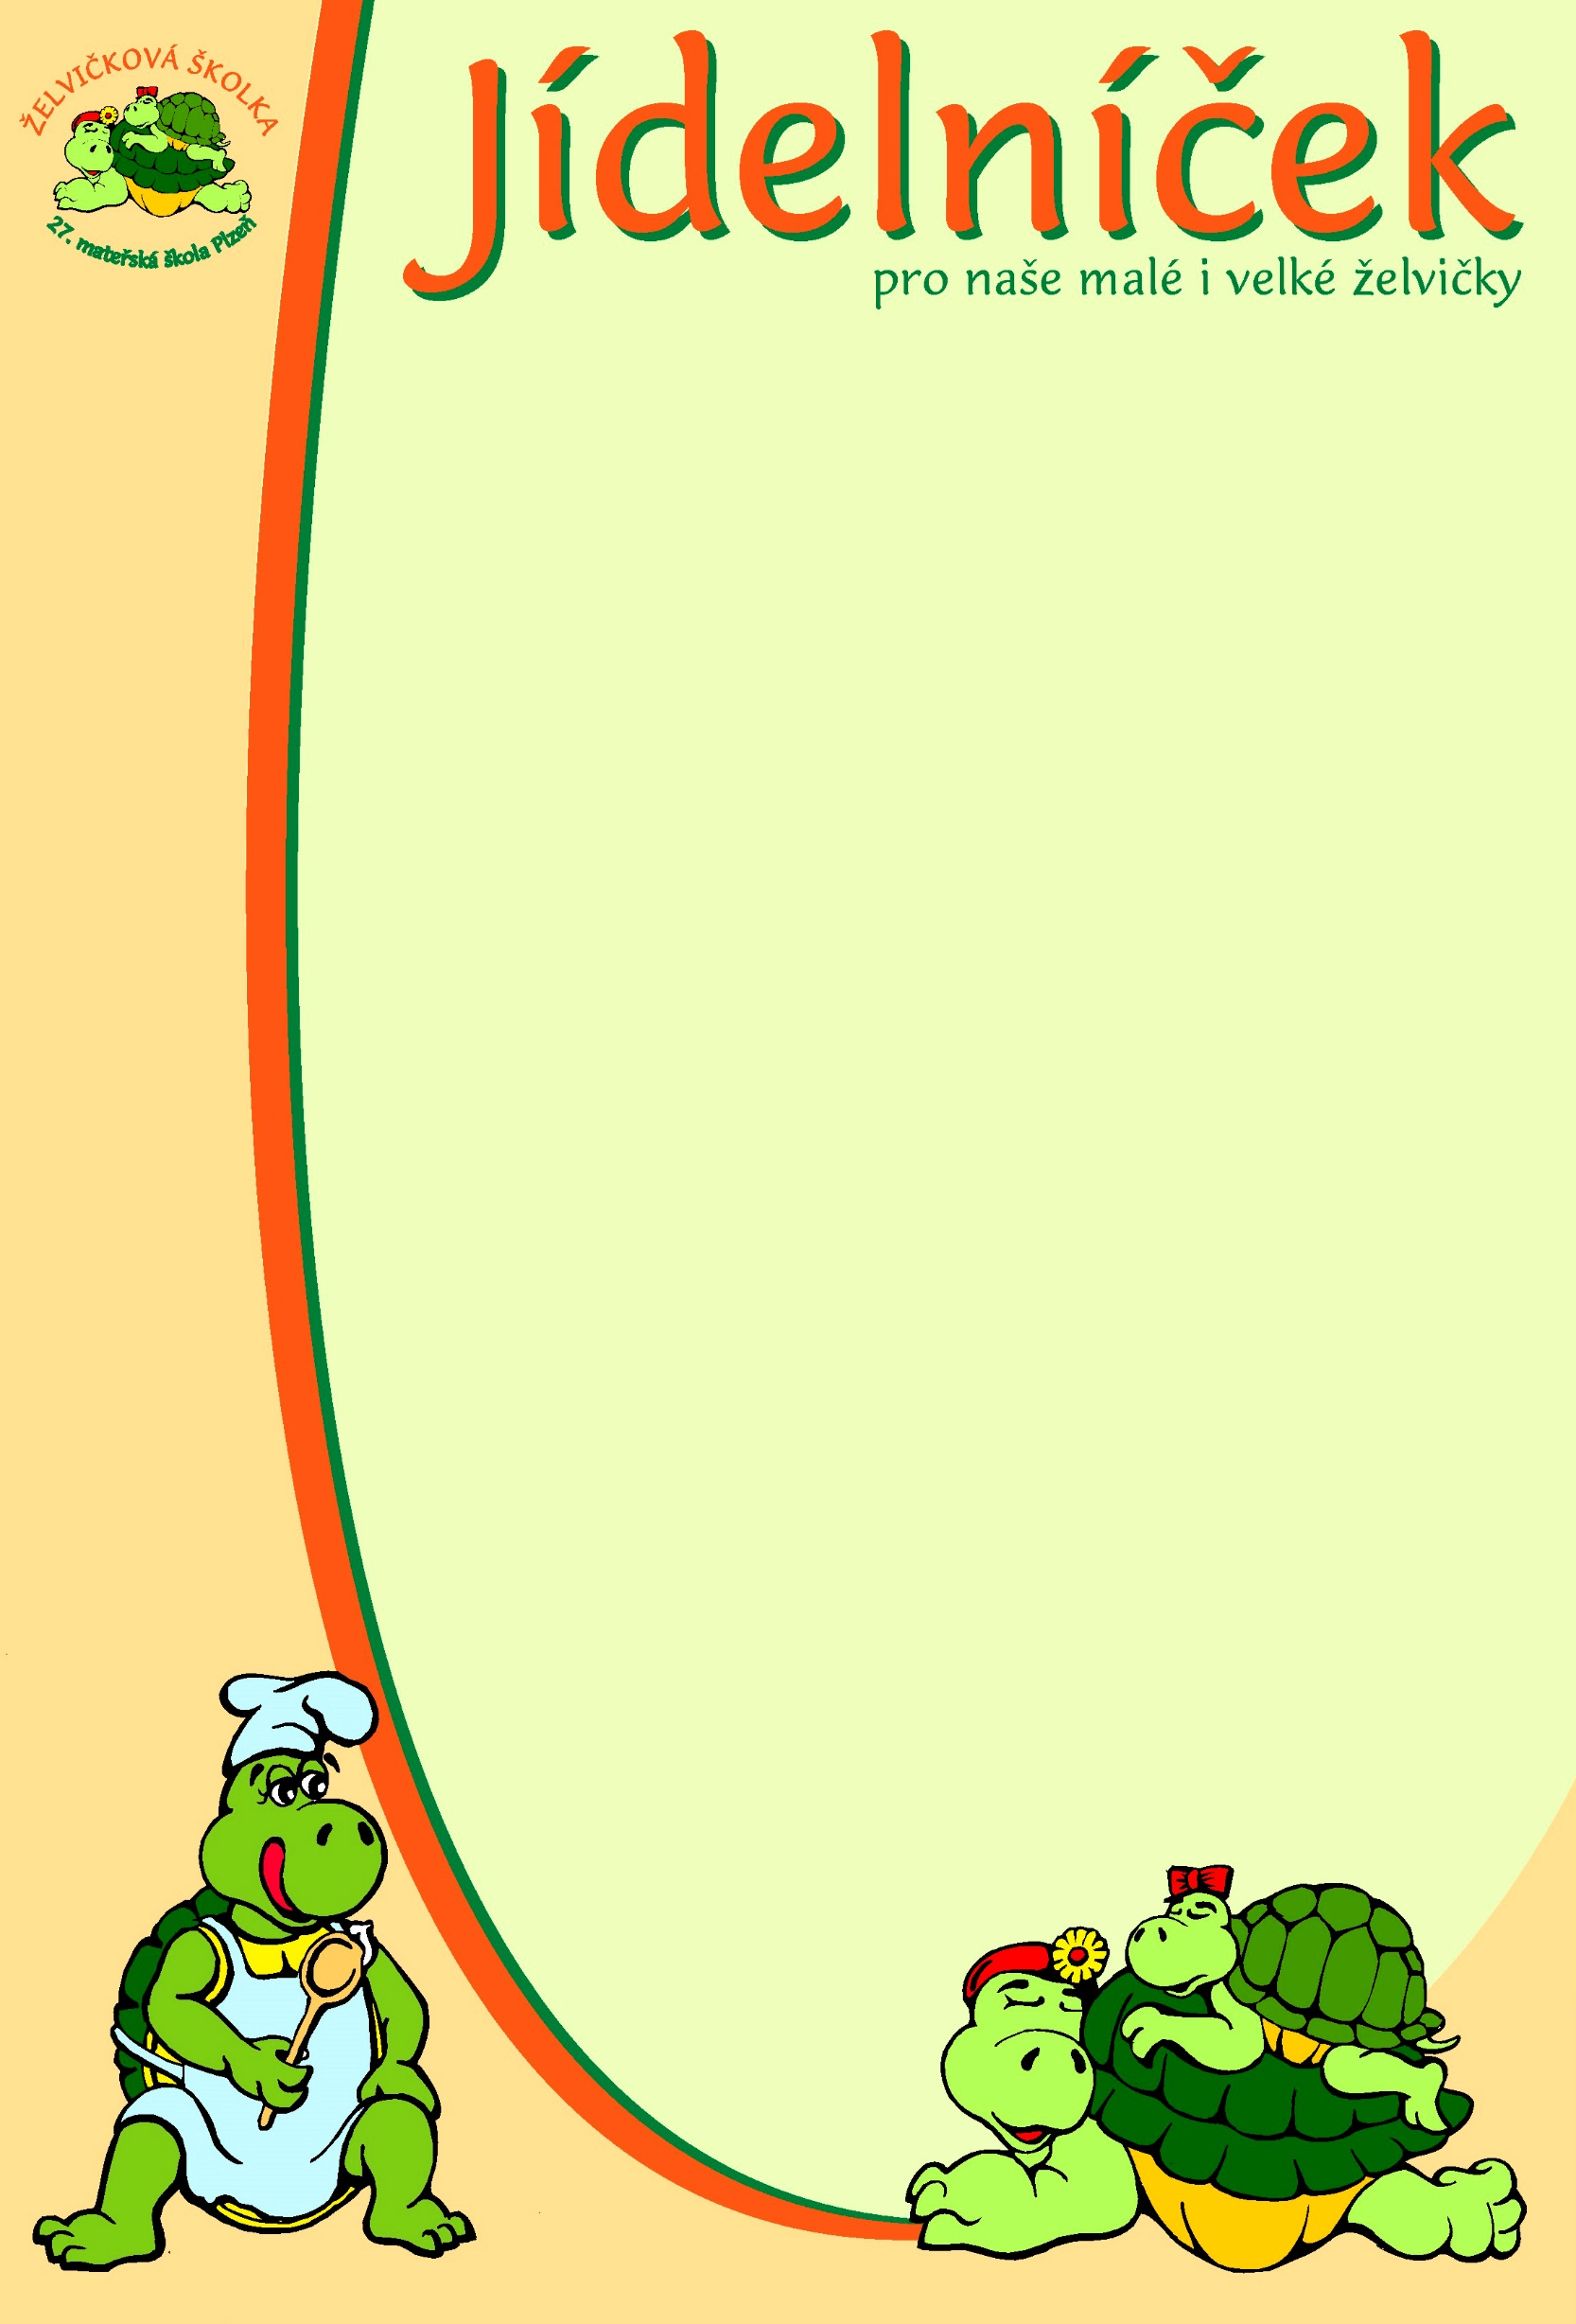 ŽELVIČKOVÁ ŠKOLKA
27. mateřská škola Plzeň
Jídelníček
pro naše malé i velké želvičky